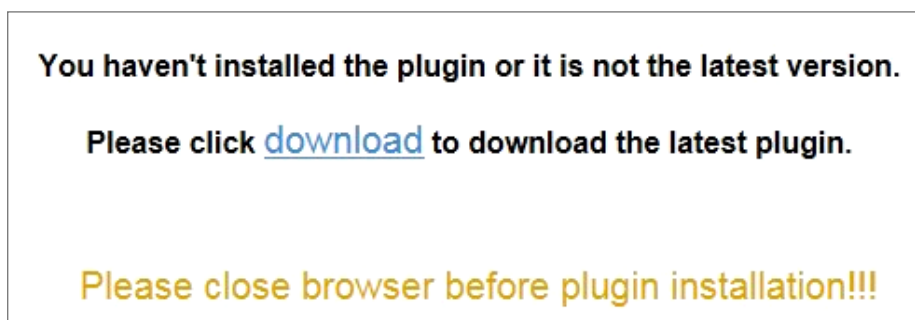 You haven't installed the plugin or it is not the latest version.
Please click download to download the latest plugin.
Please close browser before plugin installation!!!